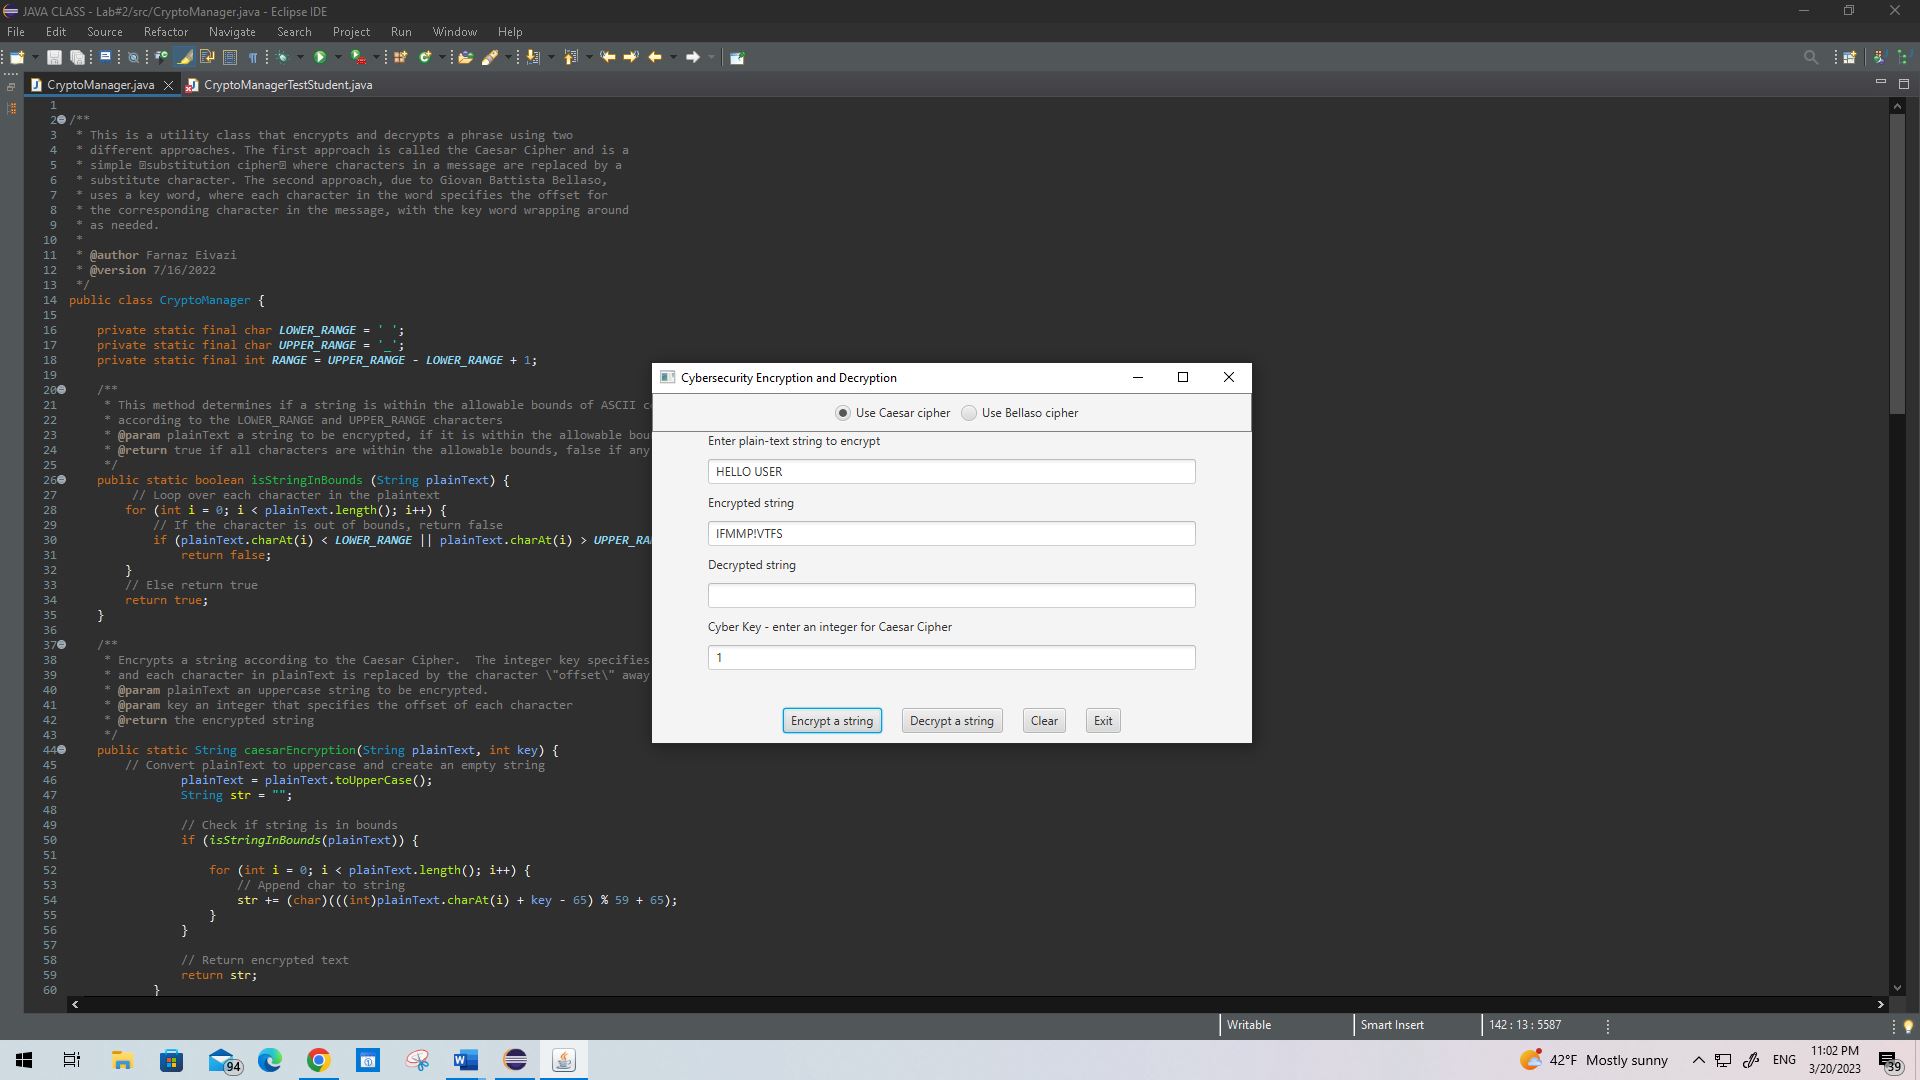 JAVA CLASS - Lab#2/src/CryptoManager.java - Eclipse IDE
File Edit Source Refactor Navigate Search Project Run Window Help
CryptoManager.java CryptoManagerTestStudent.java
1
2 /**
3 * This is a utility class that encrypts and decrypts a phrase using two
4 * different approaches. The first approach is called the Caesar Cipher and is a
5 * simple substitution cipher where characters in a message are replaced by a
6 * substitute character. The second approach, due to Giovan Battista Bellaso,
7 * uses a key word, where each character in the word specifies the offset for
8 * the corresponding character in the message, with the key word wrapping around
9 * as needed.
10 *
11 * @author Farnaz Eivazi
12 * @version 7/16/2022
13 */
14 public class CryptoManager {
15
16 private static final char LOWER_RANGE = ' ';
17 private static final char UPPER_RANGE = '_';
18 private static final int RANGE = UPPER_RANGE - LOWER_RANGE + 1;
19
20 /**
21 * This method determines if a string is within the allowable bounds of ASCII c
22 * according to the LOWER_RANGE and UPPER_RANGE characters
23 * @param plainText a string to be encrypted, if it is within the allowable bou
24 * @return true if all characters are within the allowable bounds, false if any
25 */
26 public static boolean isStringInBounds (String plainText) {
27 // Loop over each character in the plaintext
28 for (int i = 0; i < plainText.length(); i++) {
29 // If the character is out of bounds, return false
30 if (plainText.charAt(i) < LOWER_RANGE || plainText.charAt(i) > UPPER_RA
31 return false;
32 }
33 // Else return true
34 return true;
35 }
36
37 /**
38 * Encrypts a string according to the Caesar Cipher. The integer key specifies
39 * and each character in plainText is replaced by the character \"offset\" away
40 * @param plainText an uppercase string to be encrypted.
41 * @param key an integer that specifies the offset of each character
42 * @return the encrypted string
43 */
44 public static String caesarEncryption(String plainText, int key) {
45 // Convert plainText to uppercase and create an empty string
46 plainText = plainText.toUpperCase();
47 String str = "";
48
49 // Check if string is in bounds
50 if (isStringInBounds(plainText)) {
51
52 for (int i = 0; i < plainText.length(); i++) {
53 // Append char to string
54 str += (char)(((int)plainText.charAt(i) + key - 65) % 59 + 65);
55 }
56 }
57
58 // Return encrypted text
59 return str;
60 }
Cybersecurity Encryption and Decryption
Use Caesar cipher Use Bellaso cipher
Enter plain-text string to encrypt
HELLO USER
Encrypted string
IFMMP!VTFS
Decrypted string
Cyber Key - enter an integer for Caesar Cipher
1
Encrypt a string Decrypt a string Clear Exit
Writable Smart Insert 142 : 13 : 5587
94 42°F Mostly sunny ENG 11:02 PM
3/20/2023 39